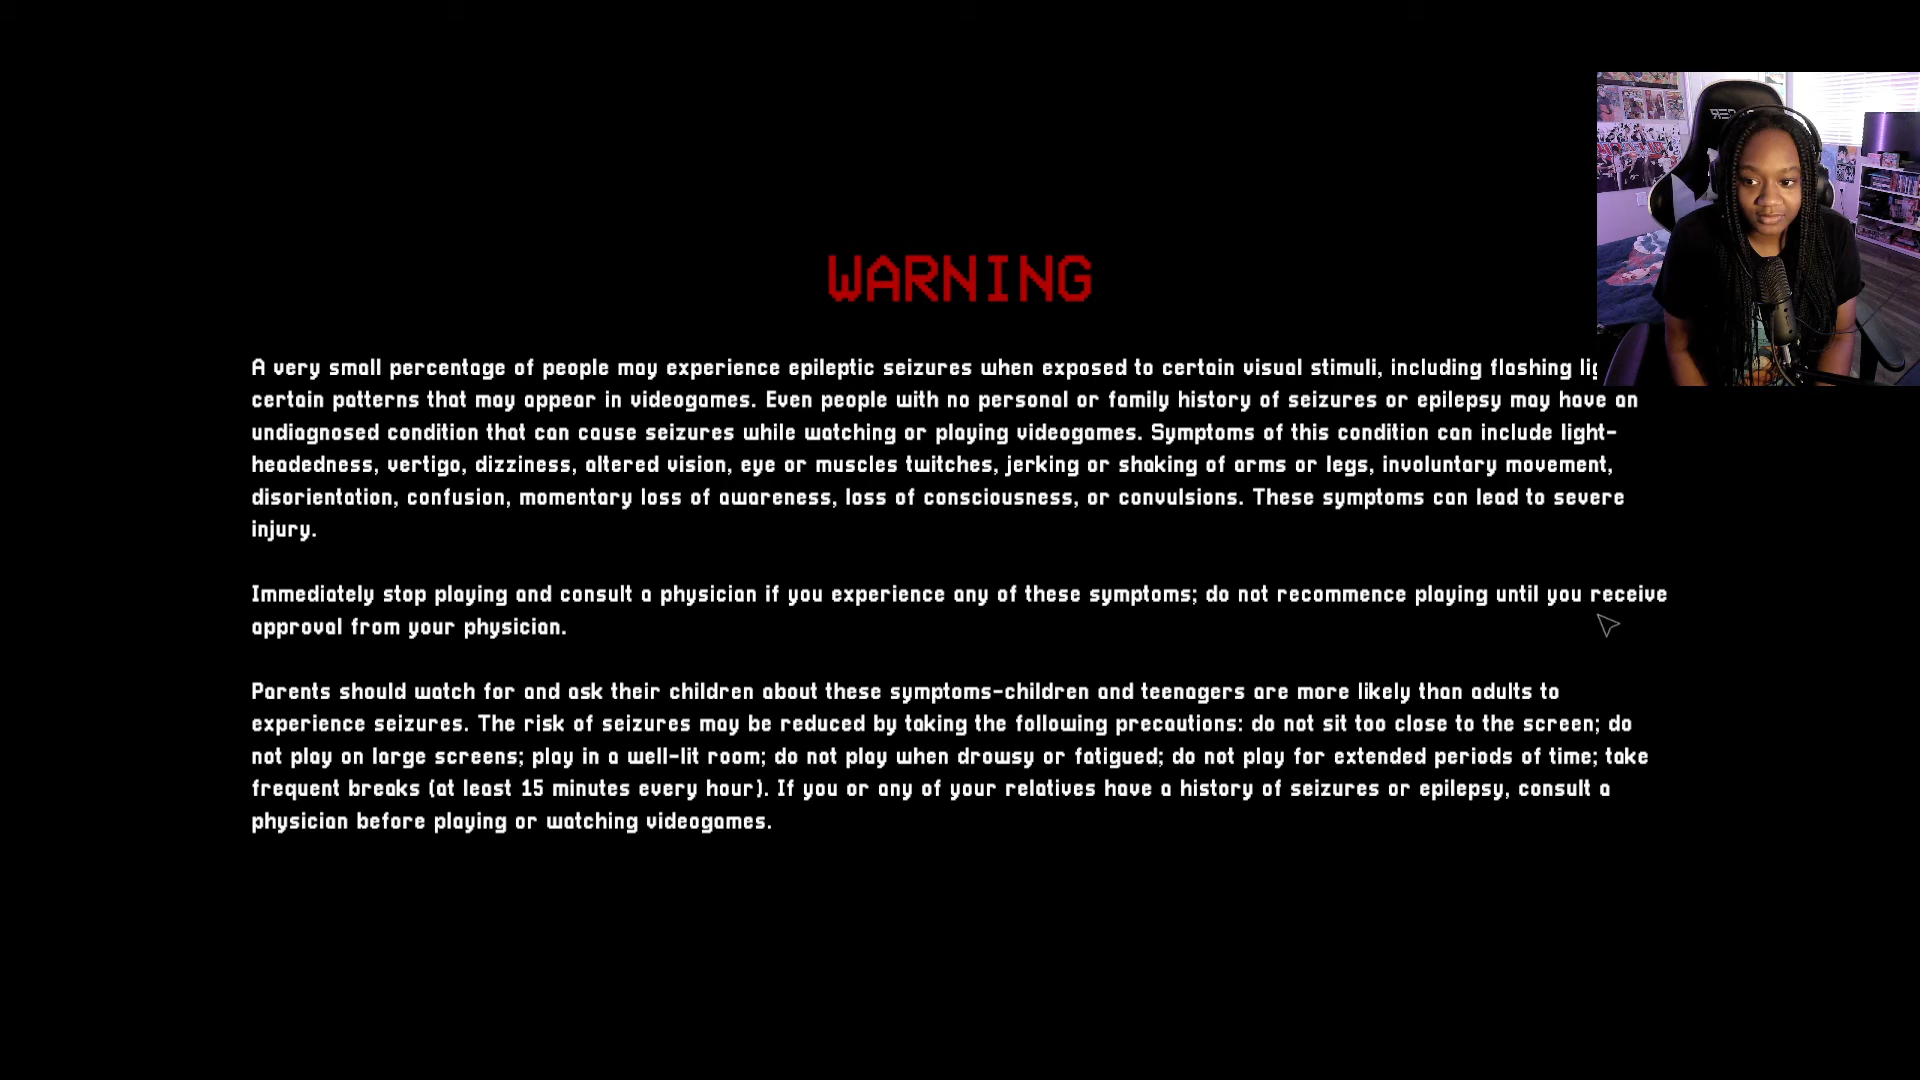 WARNING
A very small percentage of people may experience epileptic seizures when exposed to certain visual stimuli, including flashing
certain patterns that may appear in videogames. Even people with no personal or family history of seizures or epilepsy may have an
undiagnosed condition that can cause seizures while watching or playing videogames. Symptoms of this condition can include light-
headedness, vertigo, dizziness, altered vision, eye or muscles twitches, jerking or shaking of arms or legs, involuntary movement,
disorientation, confusion, momentary loss of awareness, loss of consciousness, or convulsions. These symptoms can lead to severe
injury.
Immediately stop playing and consult a physician if you experience any of these symptoms; do not recommence playing until you receive
approval from your physician.
Parents should watch for and ask their children about these symptoms-children and teenagers are more likely than adults to
experience seizures. The risk of seizures may be reduced by taking the following precautions: do not sit too close to the screen; do
not play on large screens; play in a well-lit room; do not play when drowsy or fatigued; do not play for extended periods of time; take
frequent breaks (at least 15 minutes every hour). If you or any of your relatives have a history of seizures or epilepsy, consult a
physician before playing or watching videogames.